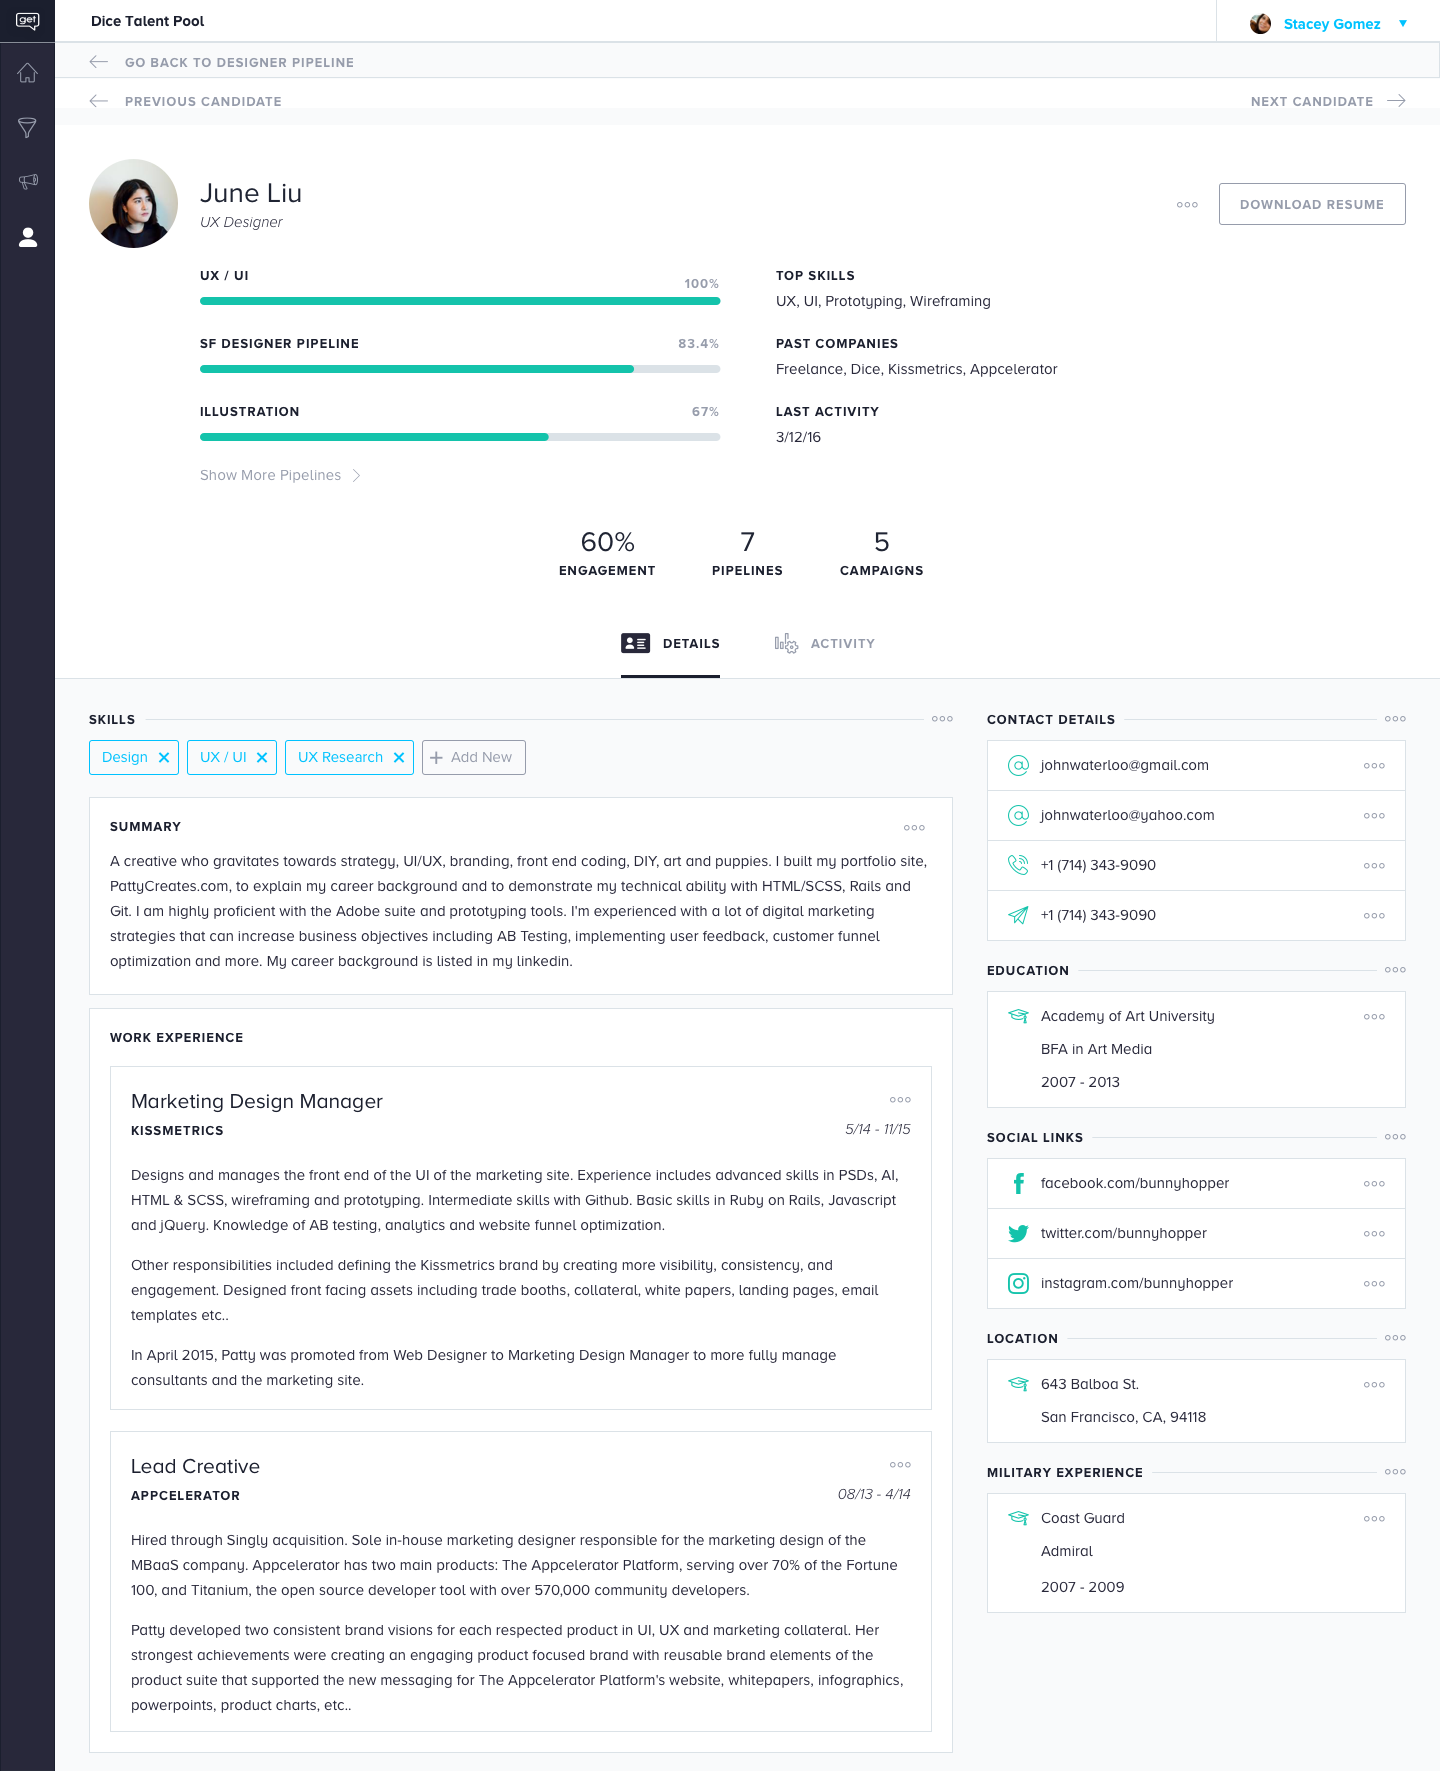 get
Dice Talent Pool
Stacey Gomez
GO BACK TO DESIGNER PIPELINE
PREVIOUS CANDIDATE
NEXT CANDIDATE
June Liu
UX Designer
DOWNLOAD RESUME
UX / UI
100%
SF DESIGNER PIPELINE
83.4%
ILLUSTRATION
67%
Show More Pipelines
TOP SKILLS
UX, UI, Prototyping, Wireframing
PAST COMPANIES
Freelance, Dice, Kissmetrics, Appcelerator
LAST ACTIVITY
3/12/16
60%
ENGAGEMENT
7
PIPELINES
5
CAMPAIGNS
DETAILS
ACTIVITY
SKILLS
Design
UX / UI
UX Research
Add New
SUMMARY
A creative who gravitates towards strategy, UI/UX, branding, front end coding, DIY, art and puppies. I built my portfolio site,
PattyCreates.com, to explain my career background and to demonstrate my technical ability with HTML/SCSS, Rails and
Git. I am highly proficient with the Adobe suite and prototyping tools. I'm experienced with a lot of digital marketing
strategies that can increase business objectives including AB Testing, implementing user feedback, customer funnel
optimization and more. My career background is listed in my linkedin.
WORK EXPERIENCE
Marketing Design Manager
KISSMETRICS
5/14 - 11/15
Designs and manages the front end of the UI of the marketing site. Experience includes advanced skills in PSDs, AI,
HTML & SCSS, wireframing and prototyping. Intermediate skills with Github. Basic skills in Ruby on Rails, Javascript
and jQuery. Knowledge of AB testing, analytics and website funnel optimization.
Other responsibilities included defining the Kissmetrics brand by creating more visibility, consistency, and
engagement. Designed front facing assets including trade booths, collateral, white papers, landing pages, email
templates etc..
In April 2015, Patty was promoted from Web Designer to Marketing Design Manager to more fully manage
consultants and the marketing site.
Lead Creative
APPCELERATOR
08/13 - 4/14
Hired through Singly acquisition. Sole in-house marketing designer responsible for the marketing design of the
MBaaS company. Appcelerator has two main products: The Appcelerator Platform, serving over 70% of the Fortune
100, and Titanium, the open source developer tool with over 570,000 community developers.
Patty developed two consistent brand visions for each respected product in UI, UX and marketing collateral. Her
strongest achievements were creating an engaging product focused brand with reusable brand elements of the
product suite that supported the new messaging for The Appcelerator Platform's website, whitepapers, infographics,
powerpoints, product charts, etc..
CONTACT DETAILS
johnwaterloo@gmail.com
johnwaterloo@yahoo.com
+1 (714) 343-9090
+1 (714) 343-9090
EDUCATION
Academy of Art University
BFA in Art Media
2007 - 2013
SOCIAL LINKS
facebook.com/bunnyhopper
twitter.com/bunnyhopper
instagram.com/bunnyhopper
LOCATION
643 Balboa St.
San Francisco, CA, 94118
MILITARY EXPERIENCE
Coast Guard
Admiral
2007 - 2009